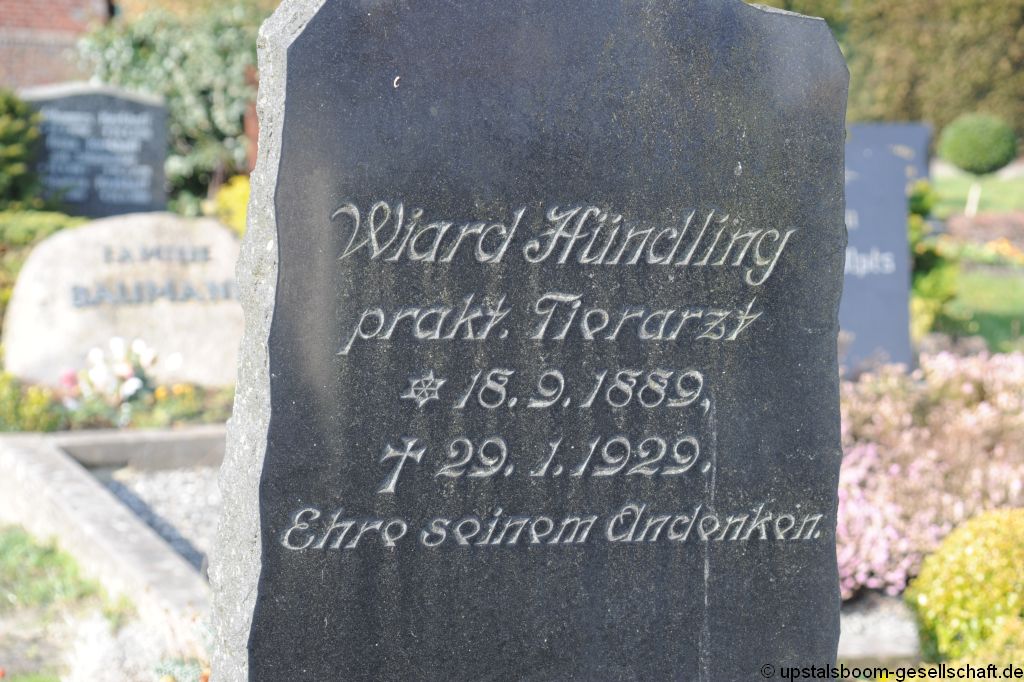 Wiard Hündling
prakt. Tierarzt
✡ 18. 9. 1889,
† 29. 1. 1929.
Ehre seinem Andenken.
FAMILIE
BAUMANN
© upstalsboom-gesellschaft.de